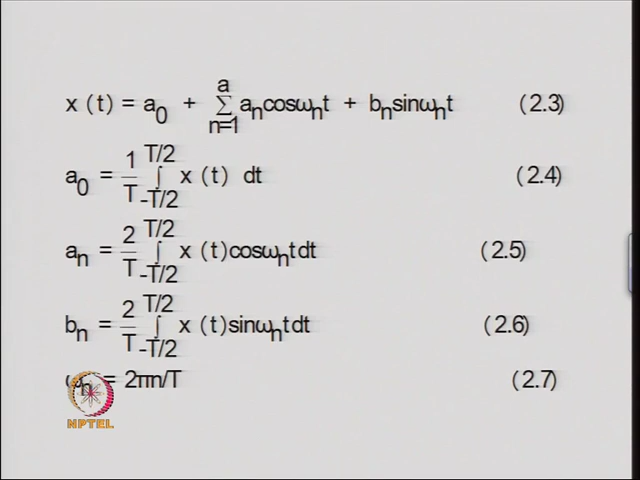 x (t) = a₀ + a Σ n=1 aₙcosωₙt + bₙsinωₙt (2.3)
a₀ = 1/T ∫ T/2 -T/2 x (t) dt (2.4)
aₙ = 2/T ∫ T/2 -T/2 x (t)cosωₙtdt (2.5)
bₙ = 2/T ∫ T/2 -T/2 x (t)sinωₙtdt (2.6)
ωₙ = 2πn/T (2.7)
NPTEL